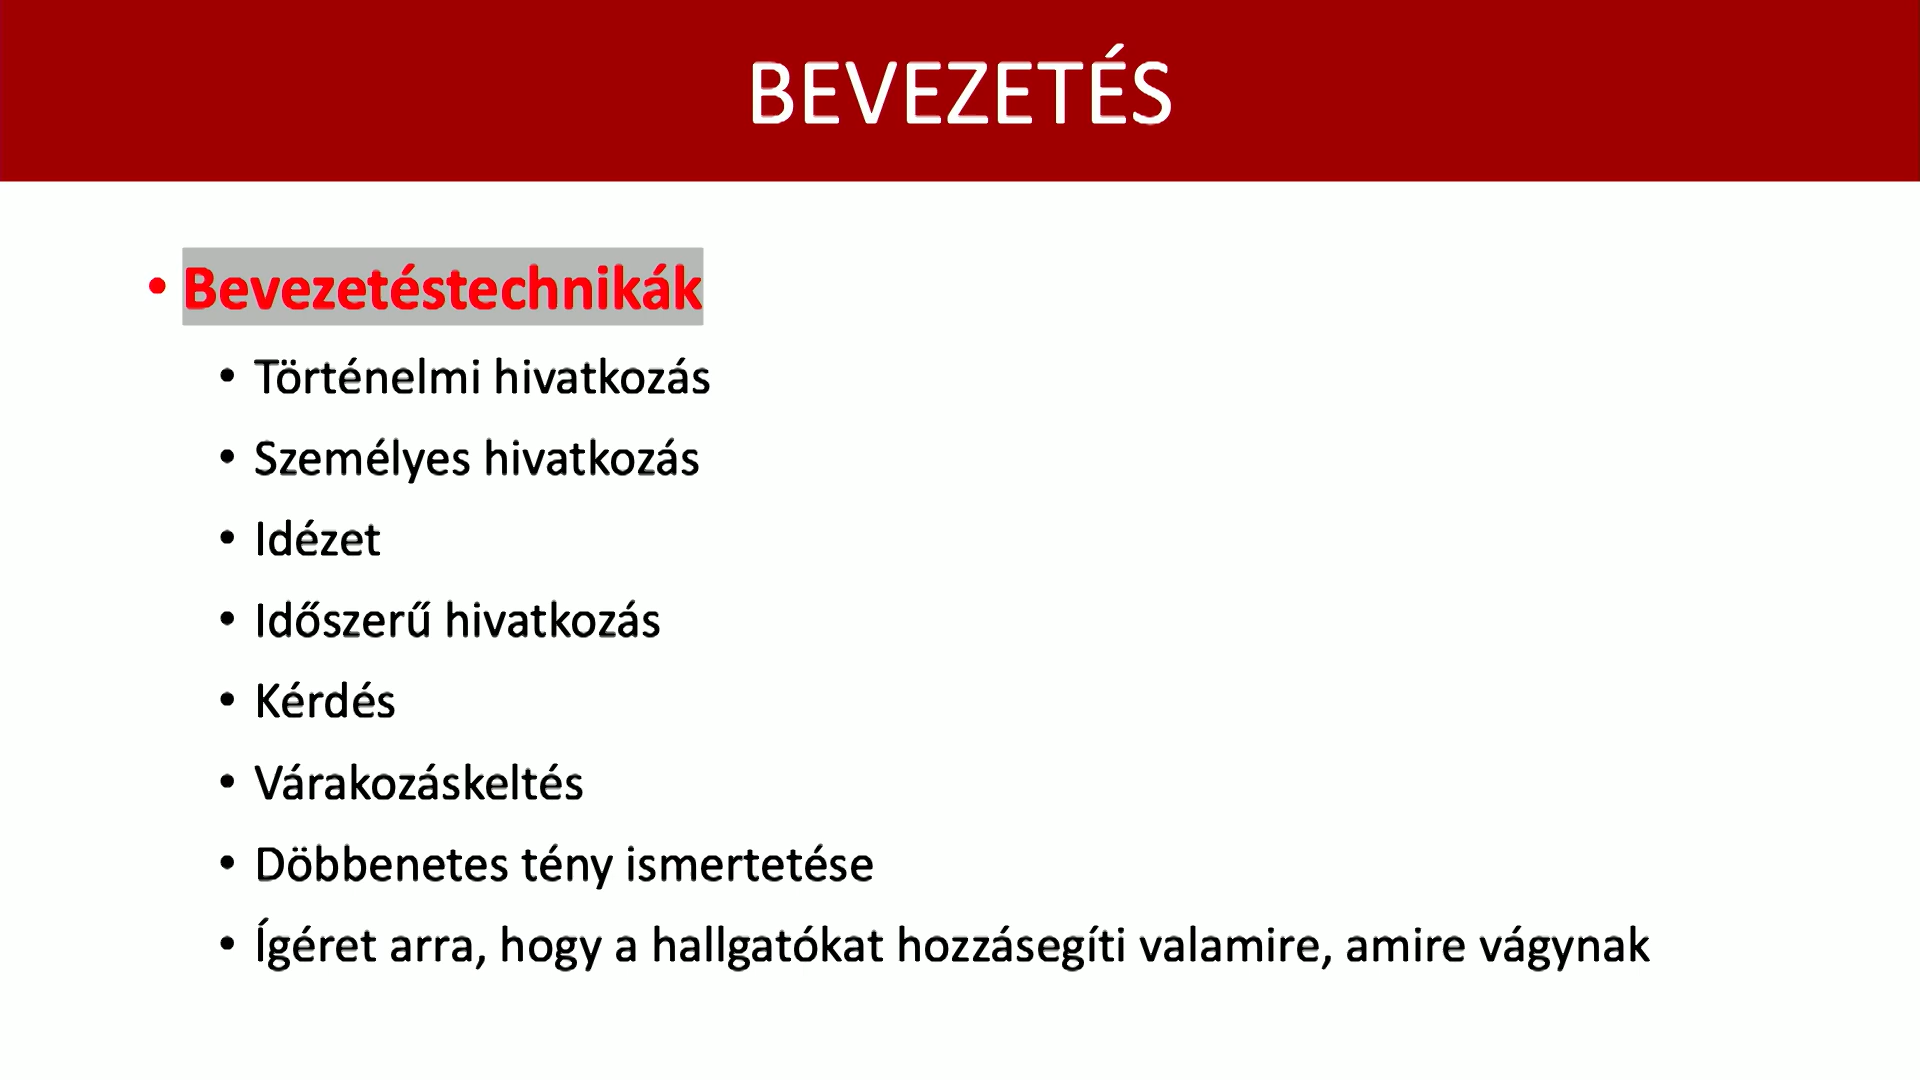 BEVEZETÉS
• Bevezetéstechnikák
• Történelmi hivatkozás
• Személyes hivatkozás
• Idézet
• Időszerű hivatkozás
• Kérdés
• Várakozáskeltés
• Döbbenetes tény ismertetése
• Ígéret arra, hogy a hallgatókat hozzásegíti valamire, amire vágynak